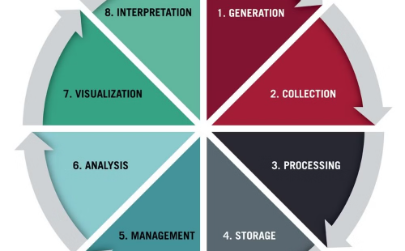 8. INTERPRETATION
1. GENERATION
7. VISUALIZATION
2. COLLECTION
6. ANALYSIS
3. PROCESSING
5. MANAGEMENT
4. STORAGE